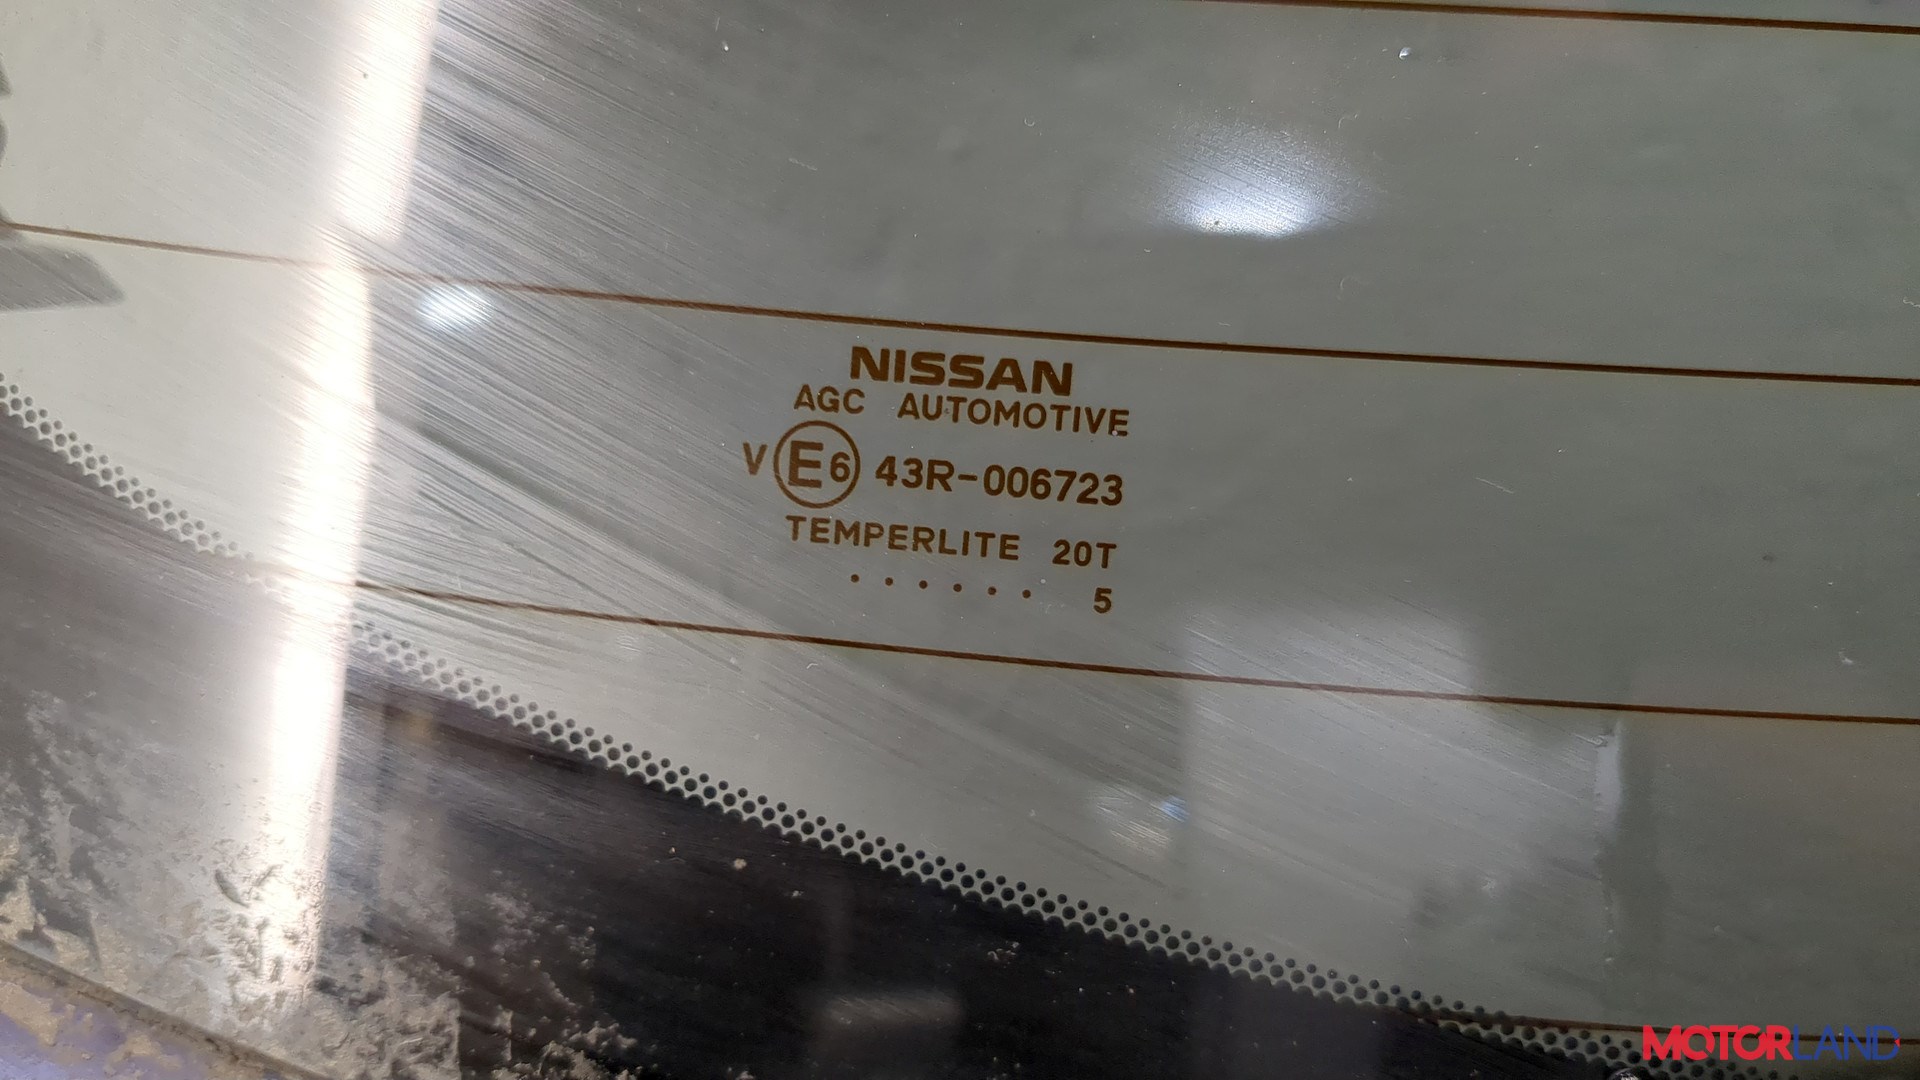 NISSAN
AGC AUTOMOTIVE
V E6 43R-006723
TEMPERLITE 20T
. . . . . . 5
MOTORLAND